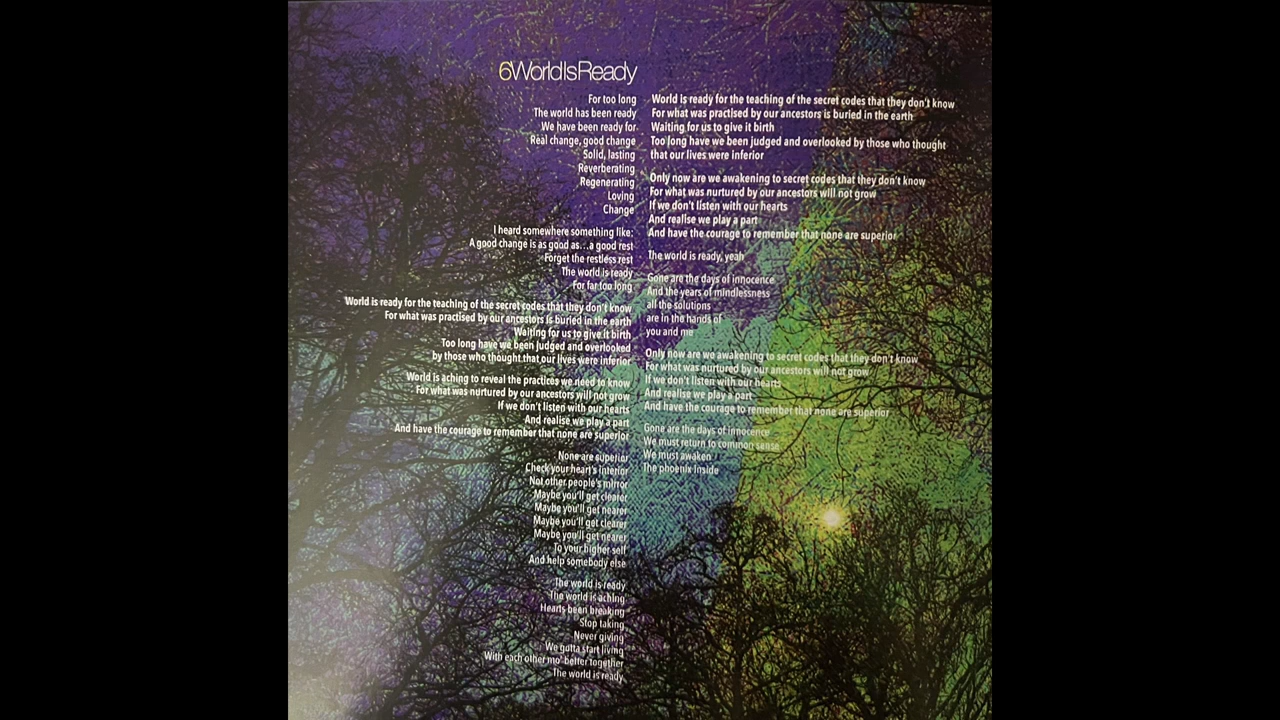 6WorldIsReady
For too long
The world has been ready
We have been ready for
Real change, good change
Solid, lasting
Reverberating
Regenerating
Loving
Change
I heard somewhere something like:
A good change is as good as...a good rest
Forget the restless rest
The world is ready
For far too long
World is ready for the teaching of the secret codes that they don't know
For what was practised by our ancestors is buried in the earth
Waiting for us to give it birth
Too long have we been judged and overlooked
by those who thought that our lives were inferior
World is aching to reveal the practices we need to know
For what was nurtured by our ancestors will not grow
If we don't listen with our hearts
And realise we play a part
And have the courage to remember that none are superior
None are superior
Check your heart's interior
Not other people's mirror
Maybe you'll get clearer
Maybe you'll get nearer
Maybe you'll get clearer
Maybe you'll get nearer
To your higher self
And help somebody else
The world is ready
The world is aching
Hearts been breaking
Stop taking
Never giving
We gotta start living
With each other mo' better together
The world is ready
World is ready for the teaching of the secret codes that they don't know
For what was practised by our ancestors is buried in the earth
Waiting for us to give it birth
Too long have we been judged and overlooked by those who thought
that our lives were inferior
Only now are we awakening to secret codes that they don't know
For what was nurtured by our ancestors will not grow
If we don't listen with our hearts
And realise we play a part
And have the courage to remember that none are superior
The world is ready, yeah
Gone are the days of innocence
And the years of mindlessness
all the solutions
are in the hands of
you and me
Only now are we awakening to secret codes that they don't know
For what was nurtured by our ancestors will not grow
If we don't listen with our hearts
And realise we play a part
And have the courage to remember that none are superior
Gone are the days of innocence
We must return to common sense
We must awaken
The phoenix inside